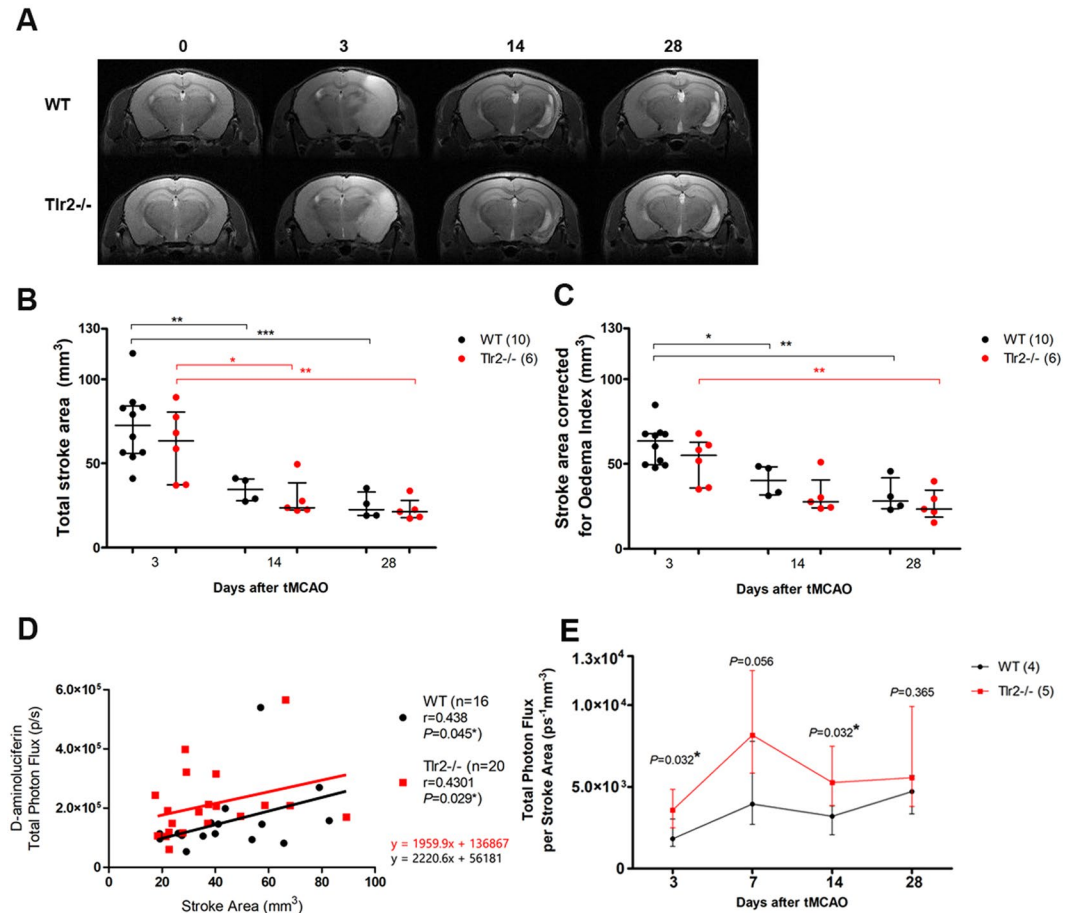 A
0 3 14 28
WT
Tlr2-/-
B
Total stroke area (mm³)
130
100
50
0
** 
***
*
**
WT (10)
Tlr2-/- (6)
3 14 28
Days after tMCAO
C
Stroke area corrected
for Oedema Index (mm³)
130
100
50
0
*
**
**
WT (10)
Tlr2-/- (6)
3 14 28
Days after tMCAO
D
D-aminoluciferin
Total Photon Flux (p/s)
6.0×10⁵
4.0×10⁵
2.0×10⁵
0
0 20 40 60 80 100
Stroke Area (mm³)
WT (n=16
r=0.438
P=0.045*)
Tlr2-/- (n=20
r=0.4301
P=0.029*)
y = 1959.9x + 136867
y = 2220.6x + 56181
E
Total Photon Flux
per Stroke Area (ps⁻¹mm⁻³)
1.3×10⁴
1.0×10⁴
5.0×10³
0
P=0.032*
P=0.056
P=0.032*
P=0.365
WT (4)
Tlr2-/- (5)
3 7 14 28
Days after tMCAO